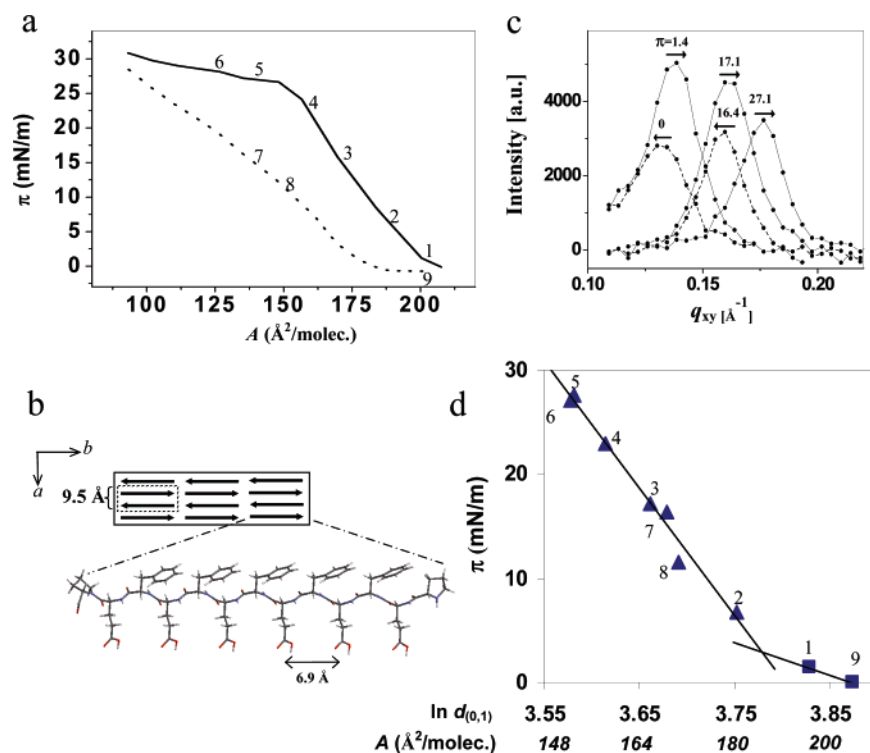 a
30
25
20
15
10
5
0
π (mN/m)
100 125 150 175 200
A (Å²/molec.)
1
2
3
4
5
6
7
8
9
c
4000
2000
0
Intensity [a.u.]
0.10 0.15 0.20
q_xy [Å⁻¹]
π=1.4
0
17.1
16.4
27.1
b
b
a
9.5 Å
6.9 Å
d
30
20
10
0
π (mN/m)
5
6
4
3
7
8
2
1
9
ln d(0,1) 3.55 3.65 3.75 3.85
A (Å²/molec.) 148 164 180 200